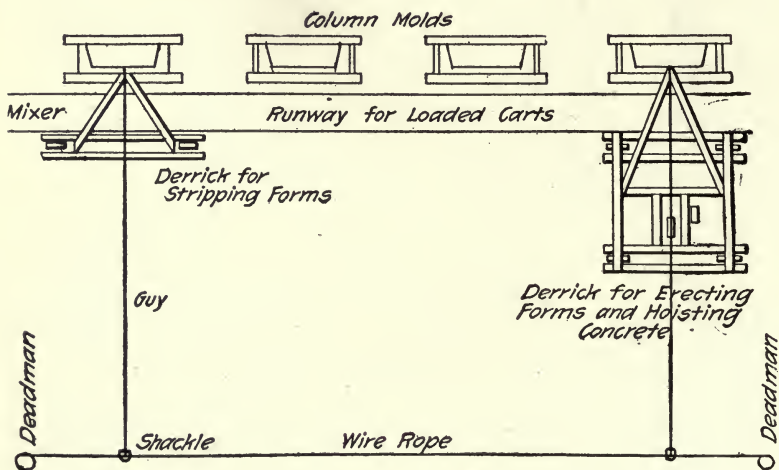 Column Molds
Mixer
Runway for Loaded Carts
Derrick for
Stripping Forms
Guy
Derrick for Erecting
Forms and Hoisting
Concrete
Deadman
Deadman
Shackle
Wire Rope